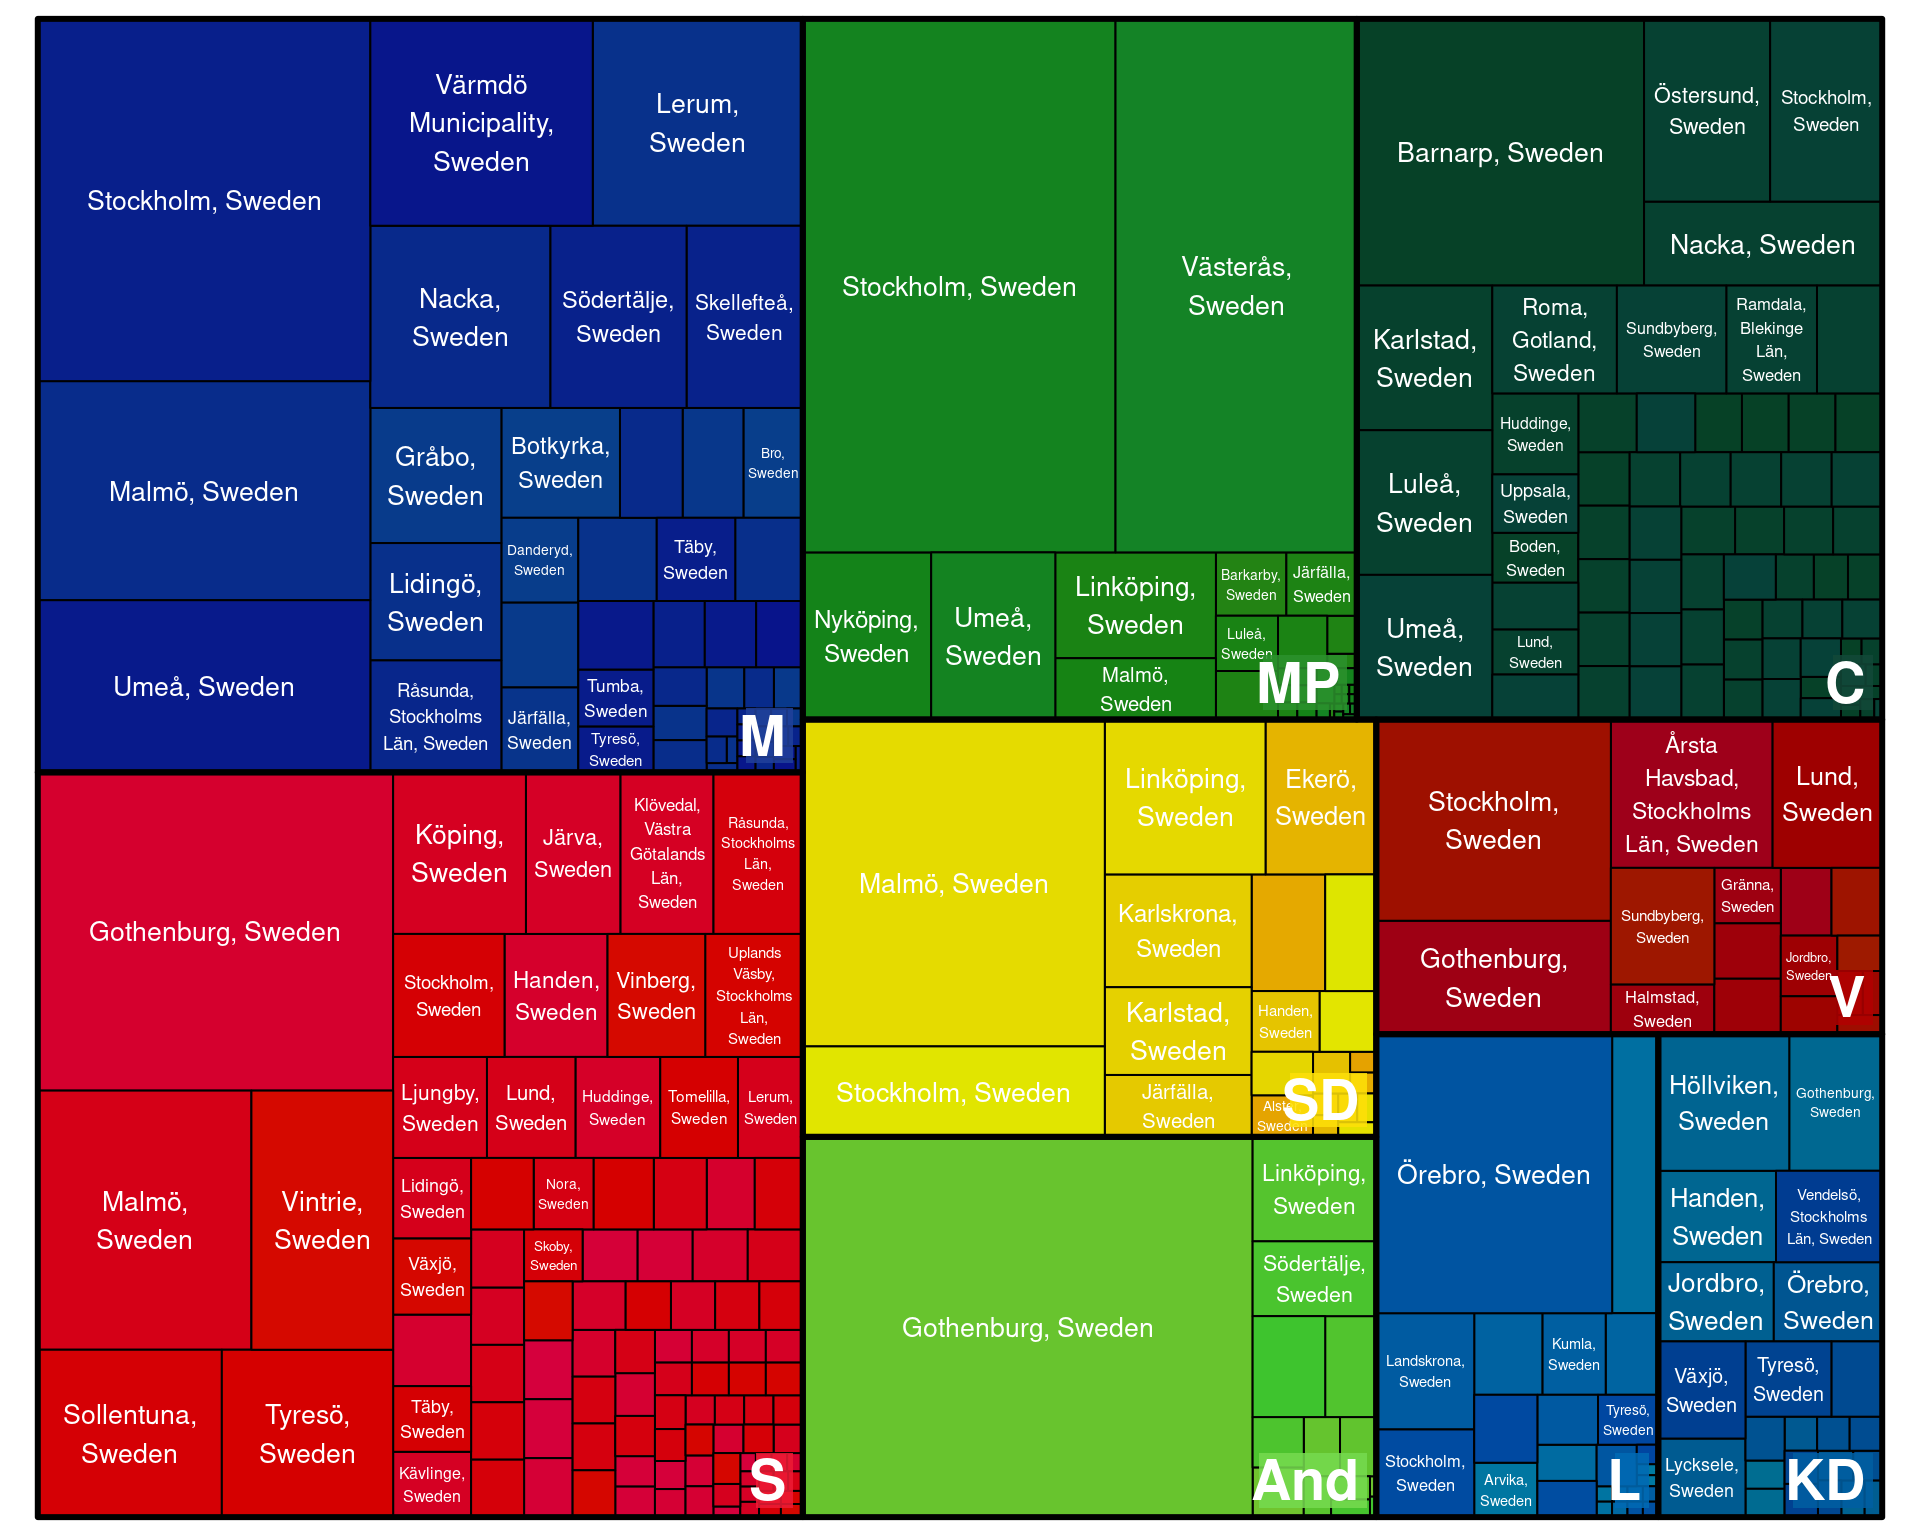 Stockholm, Sweden
Värmdö
Municipality,
Sweden
Lerum,
Sweden
Nacka,
Sweden
Södertälje,
Sweden
Skellefteå,
Sweden
Malmö, Sweden
Gråbo,
Sweden
Botkyrka,
Sweden
Bro,
Sweden
Danderyd,
Sweden
Täby,
Sweden
Lidingö,
Sweden
Umeå, Sweden
Råsunda,
Stockholms
Län, Sweden
Järfälla,
Sweden
Tumba,
Sweden
Tyresö,
Sweden
M
Stockholm, Sweden
Västerås,
Sweden
Nyköping,
Sweden
Umeå,
Sweden
Linköping,
Sweden
Malmö,
Sweden
Barkarby,
Sweden
Järfälla,
Sweden
Luleå,
Sweden
MP
Barnarp, Sweden
Östersund,
Sweden
Stockholm,
Sweden
Nacka, Sweden
Karlstad,
Sweden
Roma,
Gotland,
Sweden
Sundbyberg,
Sweden
Ramdala,
Blekinge
Län,
Sweden
Huddinge,
Sweden
Luleå,
Sweden
Uppsala,
Sweden
Boden,
Sweden
Umeå,
Sweden
Lund,
Sweden
C
Gothenburg, Sweden
Köping,
Sweden
Järva,
Sweden
Klövedal,
Västra
Götalands
Län,
Sweden
Råsunda,
Stockholms
Län,
Sweden
Stockholm,
Sweden
Handen,
Sweden
Vinberg,
Sweden
Uplands
Väsby,
Stockholms
Län,
Sweden
Ljungby,
Sweden
Lund,
Sweden
Huddinge,
Sweden
Tomelilla,
Sweden
Lerum,
Sweden
Malmö,
Sweden
Vintrie,
Sweden
Lidingö,
Sweden
Nora,
Sweden
Växjö,
Sweden
Skoby,
Sweden
Sollentuna,
Sweden
Tyresö,
Sweden
Täby,
Sweden
Kävlinge,
Sweden
S
Malmö, Sweden
Linköping,
Sweden
Ekerö,
Sweden
Karlskrona,
Sweden
Karlstad,
Sweden
Handen,
Sweden
Stockholm, Sweden
Järfälla,
Sweden
Sweden
SD
Gothenburg, Sweden
Linköping,
Sweden
Södertälje,
Sweden
And
Stockholm,
Sweden
Årsta
Havsbad,
Stockholms
Län, Sweden
Lund,
Sweden
Gothenburg,
Sweden
Sundbyberg,
Sweden
Gränna,
Sweden
Jordbro,
Sweden
Halmstad,
Sweden
V
Örebro, Sweden
Landskrona,
Sweden
Kumla,
Sweden
Tyresö,
Sweden
Stockholm,
Sweden
Arvika,
Sweden
L
Höllviken,
Sweden
Gothenburg,
Sweden
Handen,
Sweden
Vendelsö,
Stockholms
Län, Sweden
Jordbro,
Sweden
Örebro,
Sweden
Växjö,
Sweden
Tyresö,
Sweden
Lycksele,
Sweden
KD